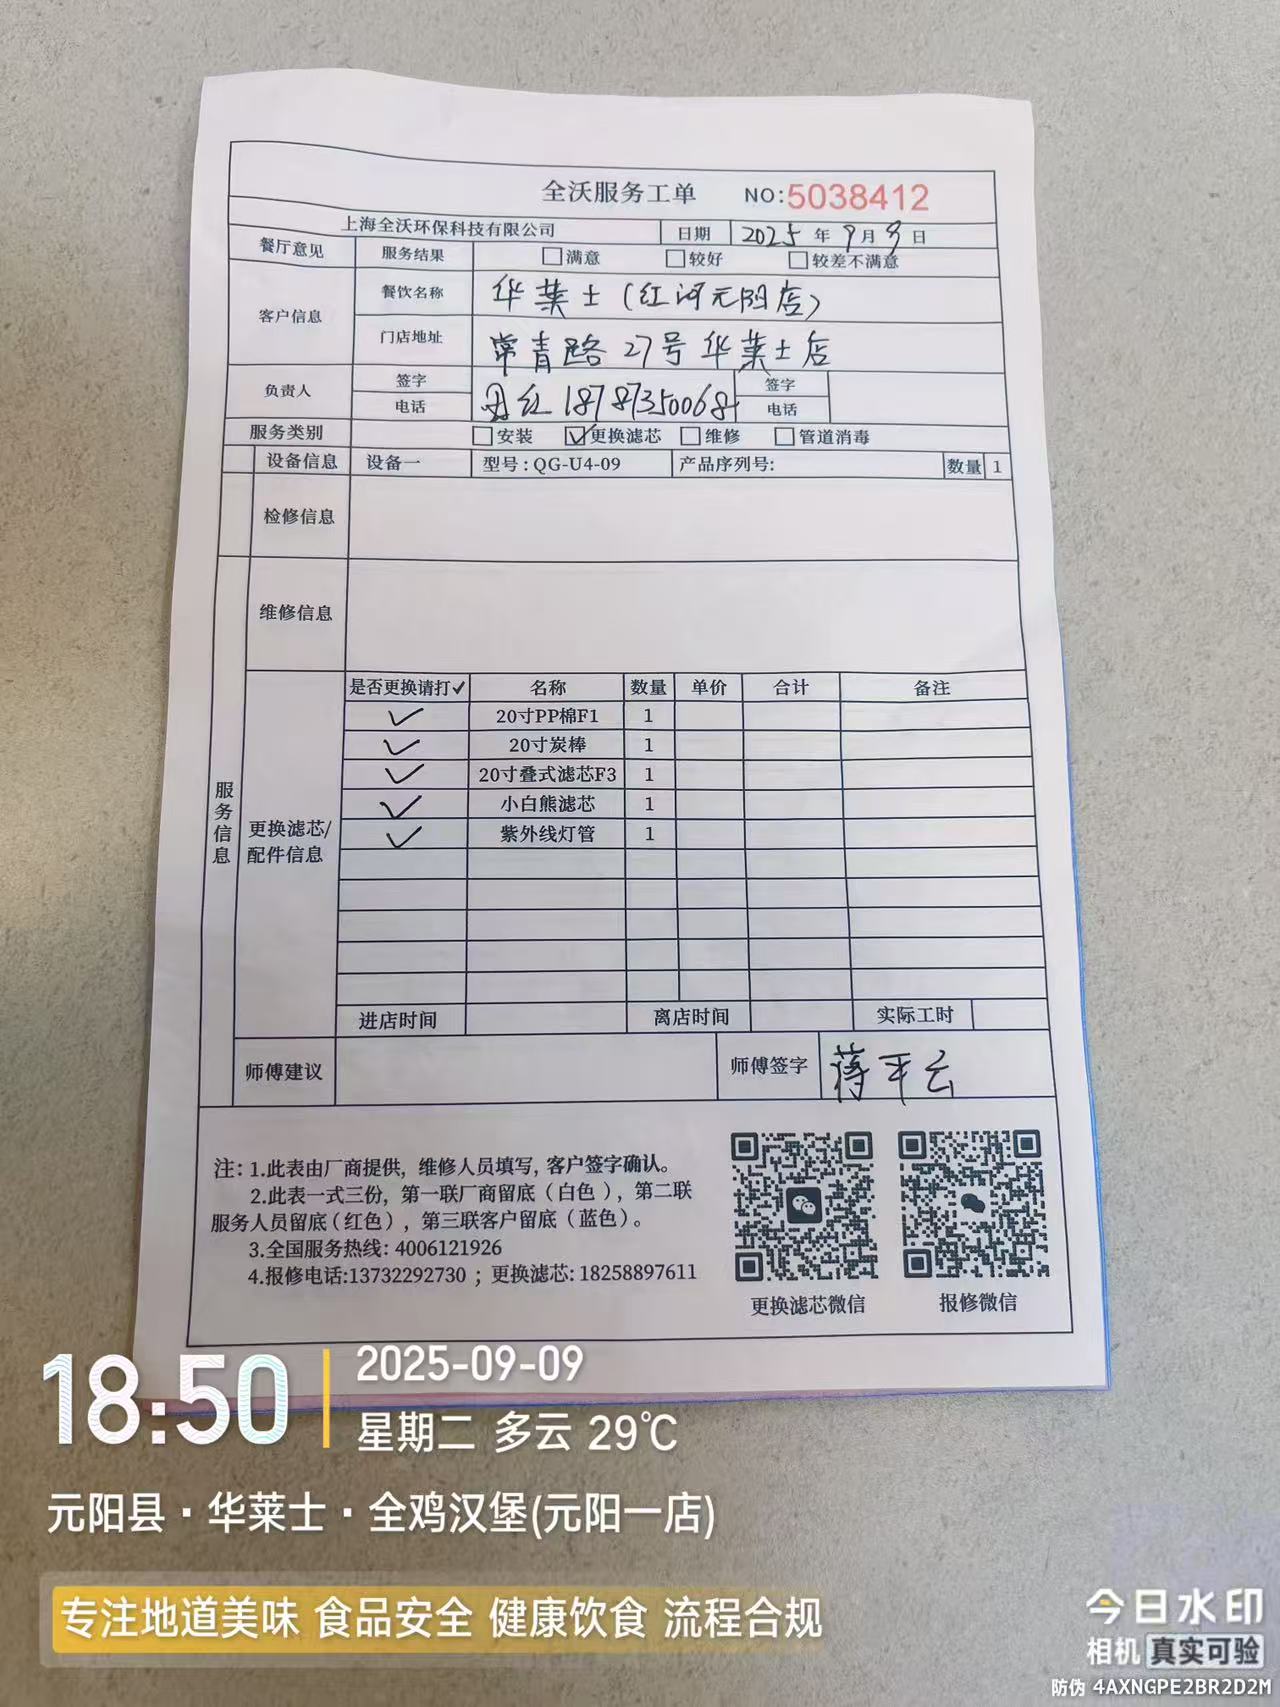 全沃服务工单 NO:5038412
上海全沃环保科技有限公司 日期 2025年9月9日
餐厅意见 服务结果 满意 较好 较差不满意
客户信息 餐饮名称 华莱士(红河元阳店)
门店地址 常青路27号华莱士店
负责人 签字 签字
电话 红 18787350068 电话
服务类别 安装 ✓更换滤芯 维修 管道消毒
设备信息 设备一 型号:QG-U4-09 产品序列号: 数量 1
检修信息
维修信息
服务信息
更换滤芯/配件信息
是否更换请打✓ 名称 数量 单价 合计 备注
✓ 20寸PP棉F1 1
✓ 20寸炭棒 1
✓ 20寸叠式滤芯F3 1
✓ 小白熊滤芯 1
✓ 紫外线灯管 1
进店时间 离店时间 实际工时
师傅建议 师傅签字 蒋平云
注:1.此表由厂商提供,维修人员填写,客户签字确认。
2.此表一式三份,第一联厂商留底(白色),第二联
服务人员留底(红色),第三联客户留底(蓝色)。
3.全国服务热线:4006121926
4.报修电话:13732292730;更换滤芯:18258897611
更换滤芯微信 报修微信
18:50 2025-09-09
星期二 多云 29℃
元阳县·华莱士·全鸡汉堡(元阳一店)
专注地道美味 食品安全 健康饮食 流程合规
今日水印
相机 真实可验
防伪 4AXNGPE2BR2D2M